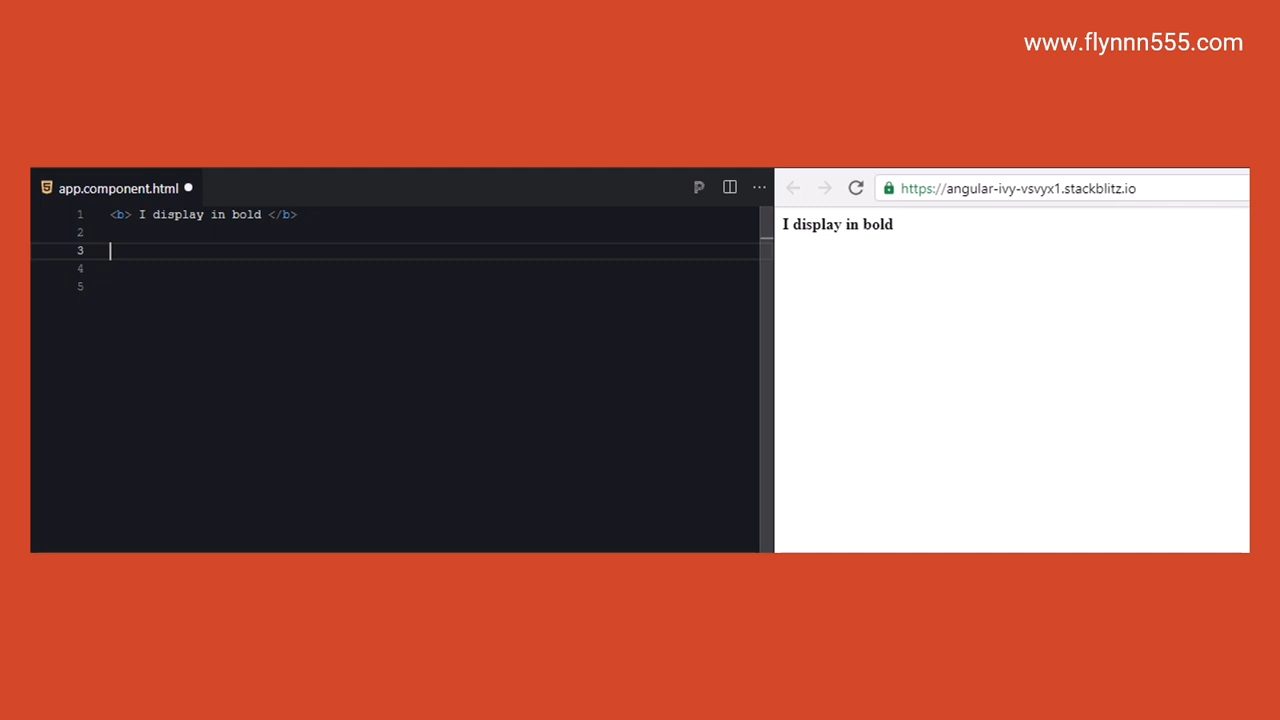 www.flynnn555.com
app.component.html
https://angular-ivy-vsvyx1.stackblitz.io
1 <b> I display in bold </b>
2
3
4
5
I display in bold